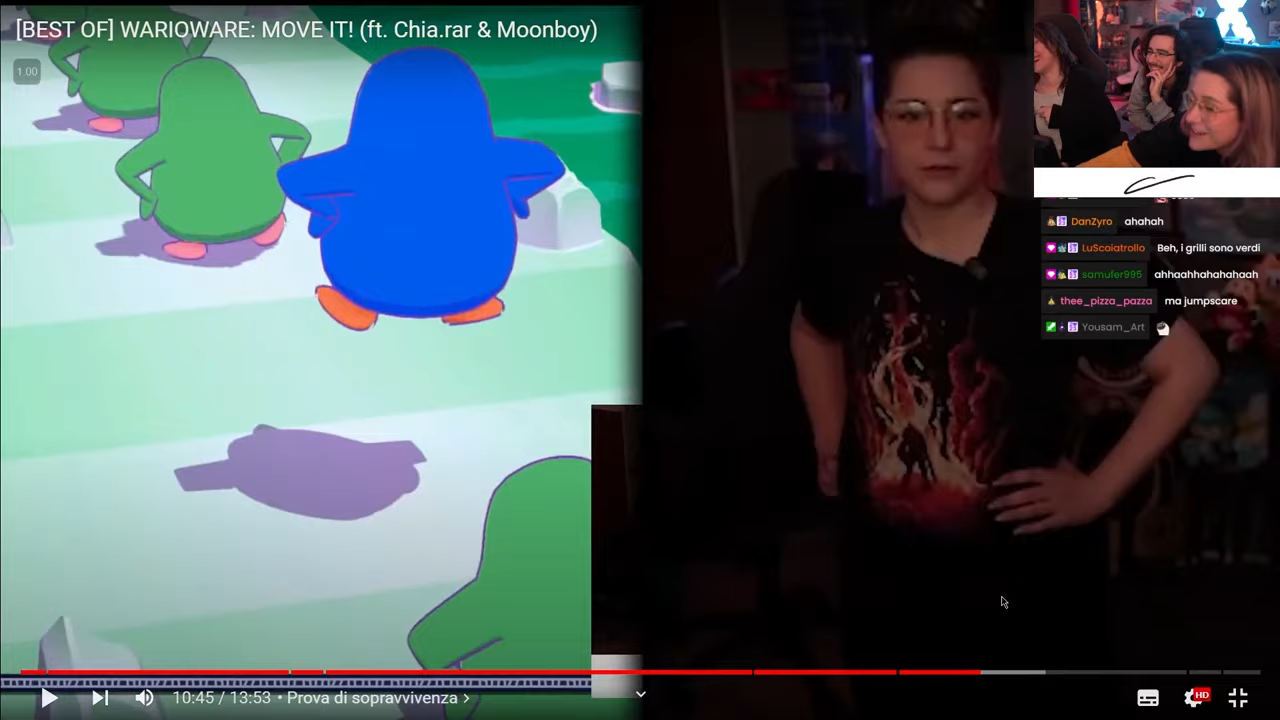 [BEST OF] WARIOWARE: MOVE IT! (ft. Chia.rar & Moonboy)
1.00
DanZyro ahahah
LuScoiatrollo Beh, i grilli sono verdi
samufer995 ahhaahhahahahaah
thee_pizza_pazza ma jumpscare
Yousam_Art
10:45 / 13:53 • Prova di sopravvivenza >
HD